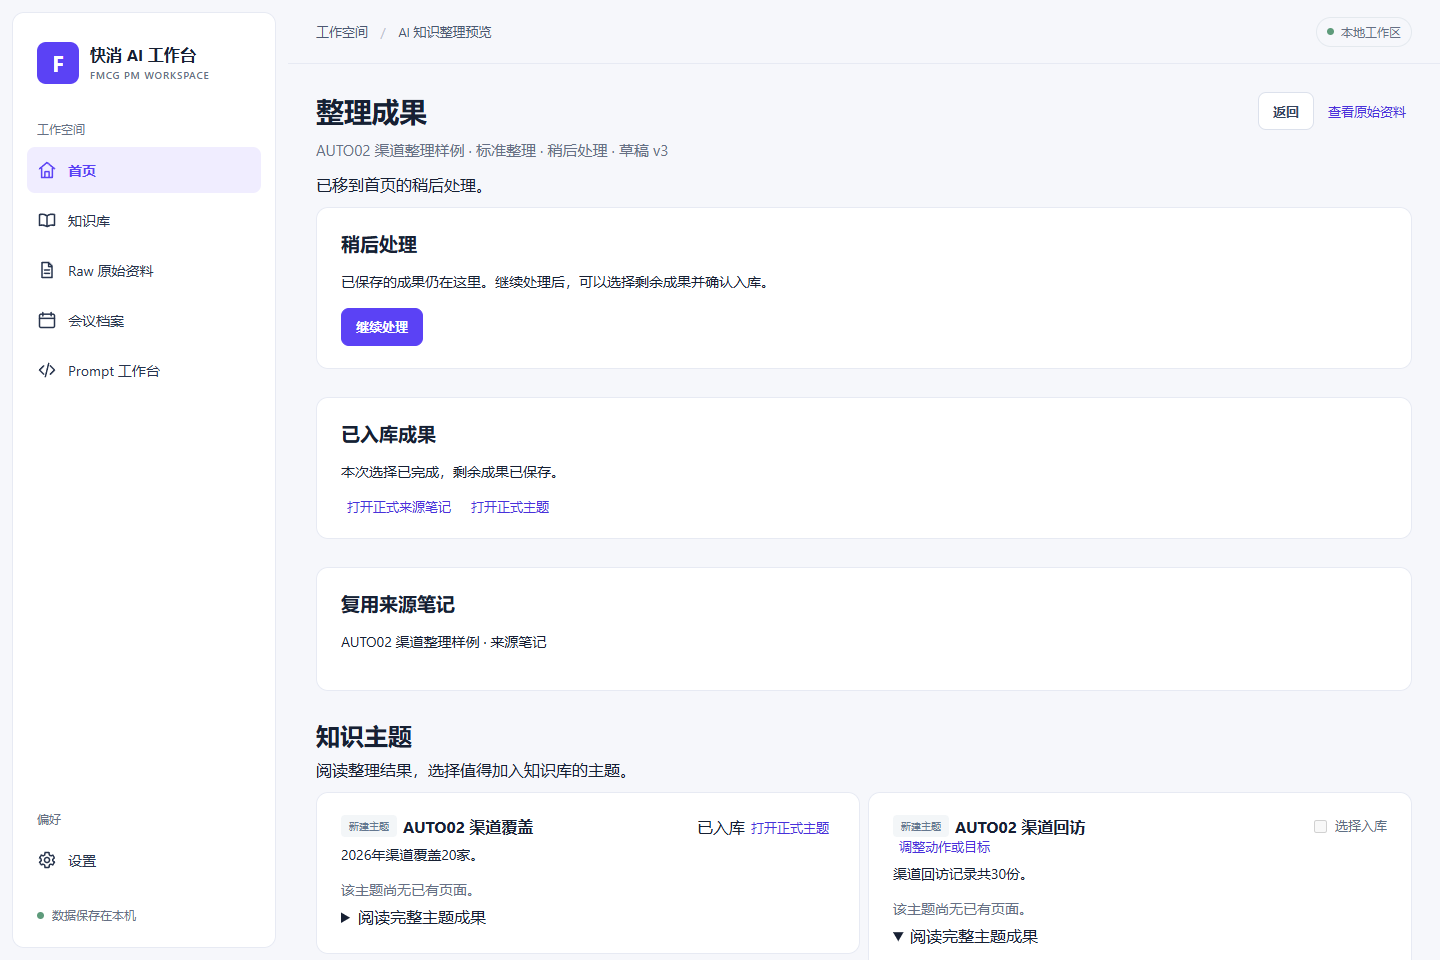 F
快消 AI 工作台
FMCG PM WORKSPACE
工作空间
首页
知识库
Raw 原始资料
会议档案
Prompt 工作台
偏好
设置
数据保存在本机
工作空间 / AI 知识整理预览
本地工作区
整理成果
返回
查看原始资料
AUTO02 渠道整理样例 · 标准整理 · 稍后处理 · 草稿 v3
已移到首页的稍后处理。
稍后处理
已保存的成果仍在这里。继续处理后，可以选择剩余成果并确认入库。
继续处理
已入库成果
本次选择已完成，剩余成果已保存。
打开正式来源笔记 打开正式主题
复用来源笔记
AUTO02 渠道整理样例 · 来源笔记
知识主题
阅读整理结果，选择值得加入知识库的主题。
新建主题 AUTO02 渠道覆盖 已入库 打开正式主题
2026年渠道覆盖20家。
该主题尚无已有页面。
阅读完整主题成果
新建主题 AUTO02 渠道回访 选择入库
调整动作或目标
渠道回访记录共30份。
该主题尚无已有页面。
阅读完整主题成果